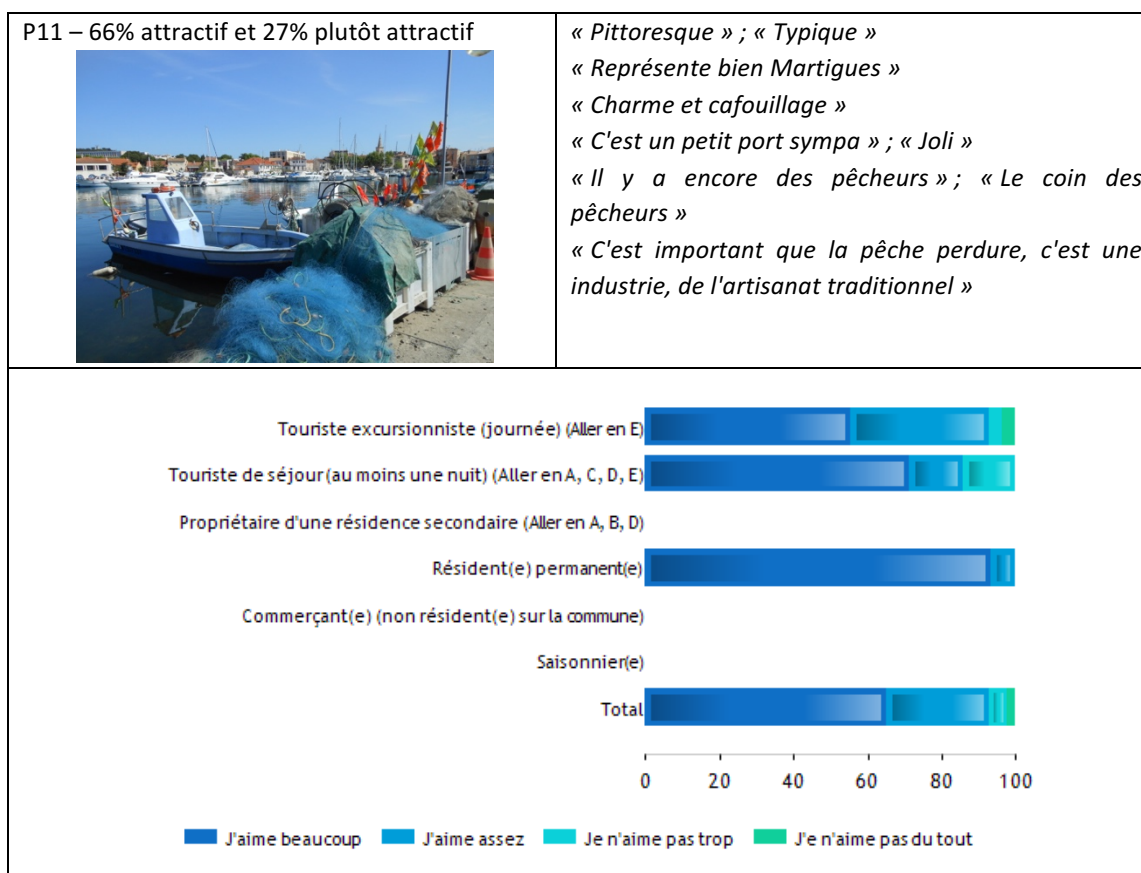 P11 – 66% attractif et 27% plutôt attractif
« Pittoresque » ; « Typique »
« Représente bien Martigues »
« Charme et cafouillage »
« C'est un petit port sympa » ; « Joli »
« Il y a encore des pêcheurs » ; « Le coin des
pêcheurs »
« C'est important que la pêche perdure, c'est une
industrie, de l'artisanat traditionnel »
Touriste excursionniste (journée) (Aller en E)
Touriste de séjour (au moins une nuit) (Aller en A, C, D, E)
Propriétaire d'une résidence secondaire (Aller en A, B, D)
Résident(e) permanent(e)
Commerçant(e) (non résident(e) sur la commune)
Saisonnier(e)
Total
0 20 40 60 80 100
J'aime beaucoup J'aime assez Je n'aime pas trop J'e n'aime pas du tout